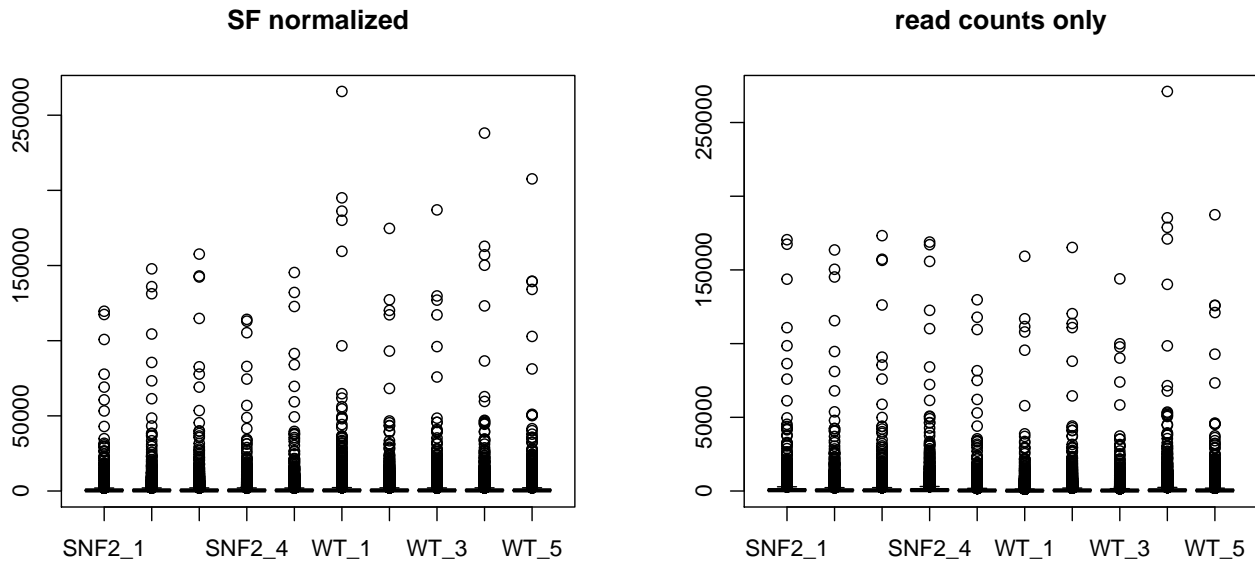 SF normalized
250000
150000
50000
0
SNF2_1 SNF2_4 WT_1 WT_3 WT_5
read counts only
250000
150000
50000
0
SNF2_1 SNF2_4 WT_1 WT_3 WT_5